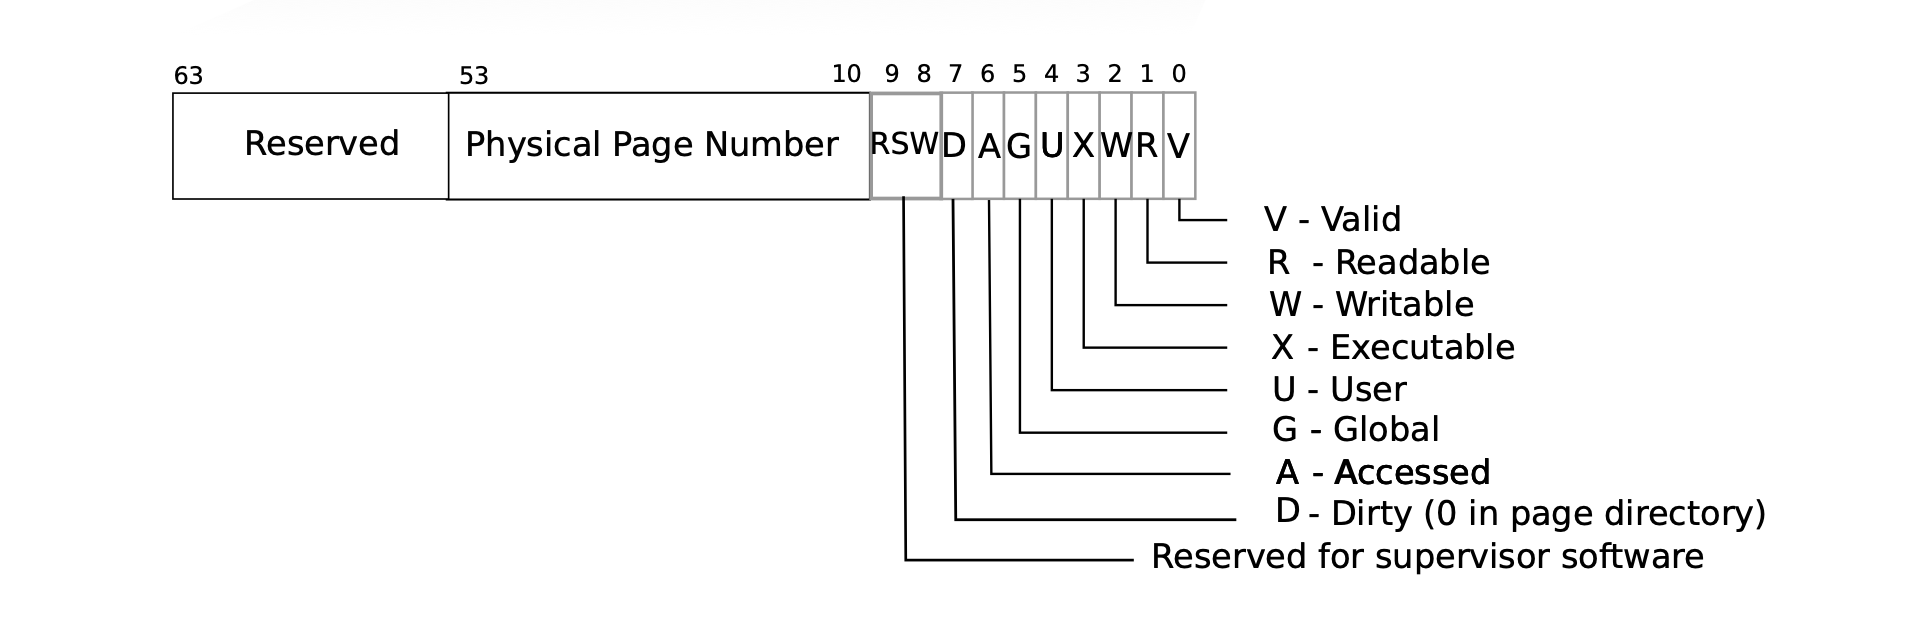 63 53 10 9 8 7 6 5 4 3 2 1 0
Reserved Physical Page Number RSW D A G U X W R V
V - Valid
R - Readable
W - Writable
X - Executable
U - User
G - Global
A - Accessed
D - Dirty (0 in page directory)
Reserved for supervisor software